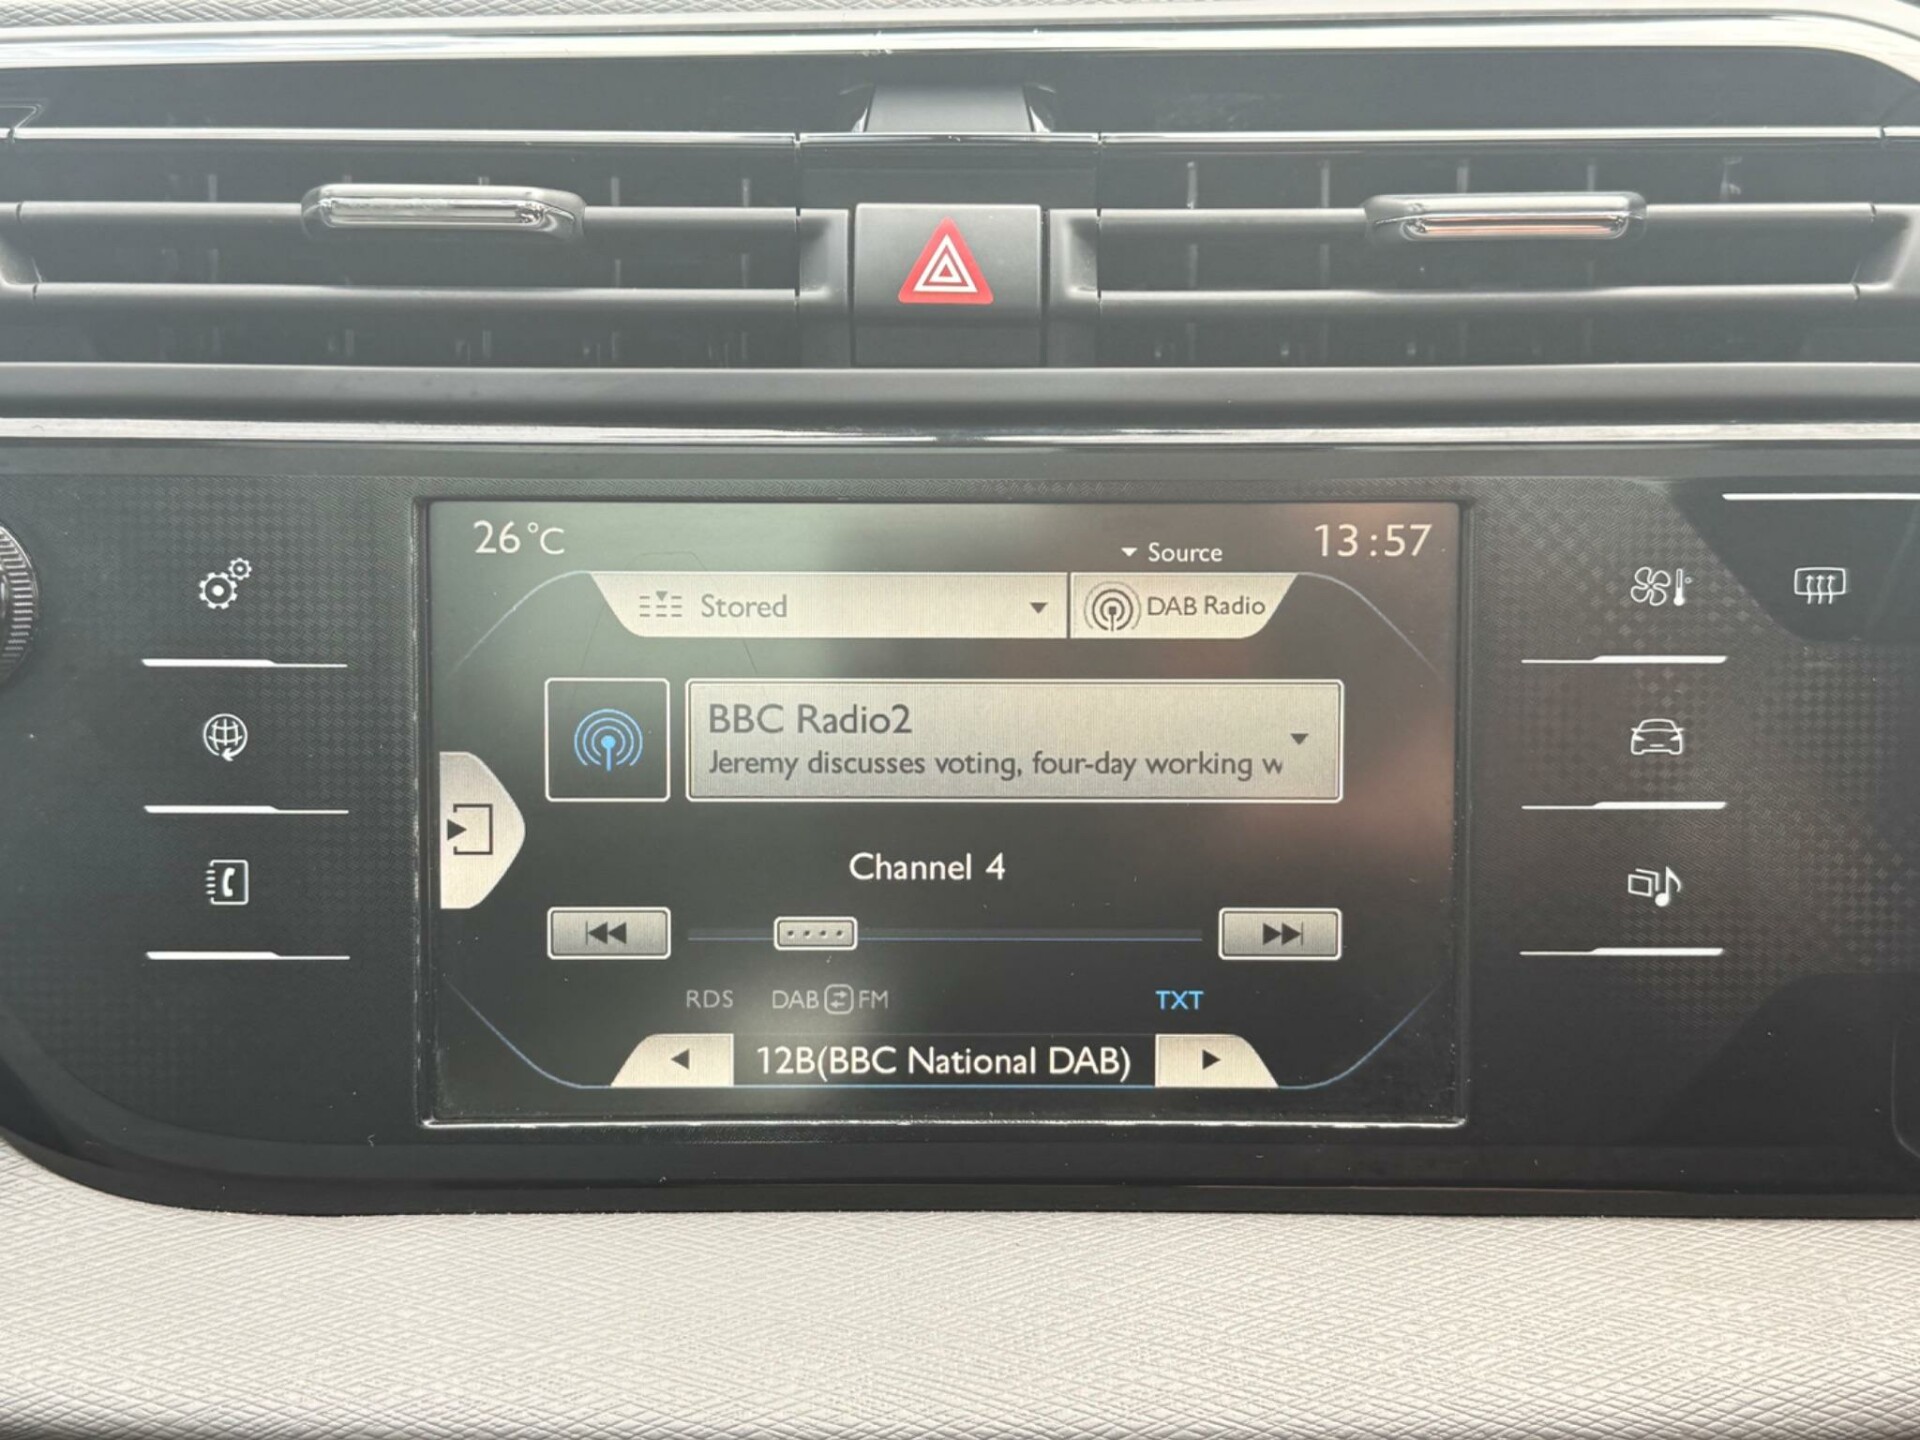 26°C
Source
13:57
Stored
DAB Radio
BBC Radio2
Jeremy discusses voting, four-day working w
Channel 4
RDS DAB FM TXT
12B(BBC National DAB)